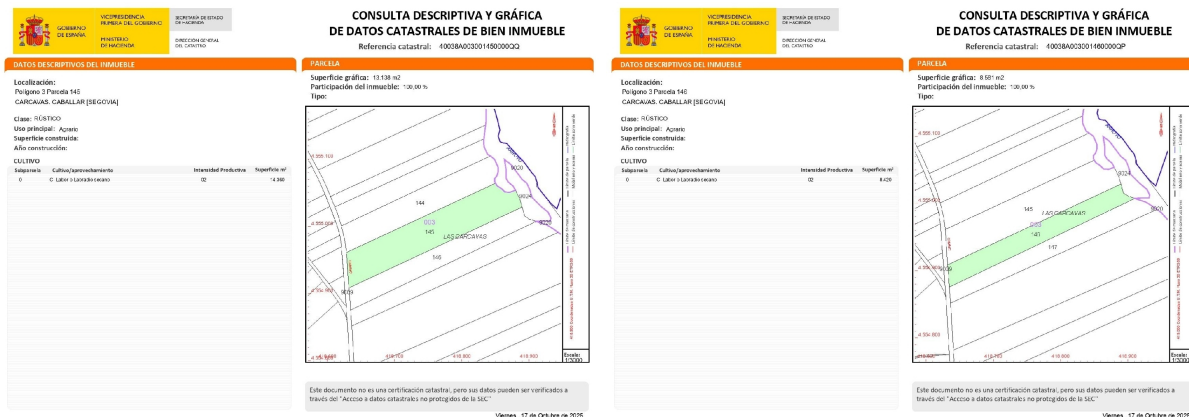 GOBIERNO
DE ESPAÑA
VICEPRESIDENCIA
PRIMERA DEL GOBIERNO
MINISTERIO
DE HACIENDA
SECRETARÍA DE ESTADO
DE HACIENDA
DIRECCIÓN GENERAL
DEL CATASTRO
CONSULTA DESCRIPTIVA Y GRÁFICA
DE DATOS CATASTRALES DE BIEN INMUEBLE
Referencia catastral: 40038A003001450000QQ
DATOS DESCRIPTIVOS DEL INMUEBLE
Localización:
Polígono 3 Parcela 145
CARCAVAS. CABALLAR [SEGOVIA]
Clase: RÚSTICO
Uso principal: Agrario
Superficie construida:
Año construcción:
CULTIVO
Subparcela Cultivo/aprovechamiento Intensidad Productiva Superficie m²
0 C- Labor o Labradío secano 02
PARCELA
Superficie gráfica: 13.138 m2
Participación del inmueble: 100,00 %
Tipo:
144
145
LAS CARCAVAS
146
9020
Escala:
1/3000
Este documento no es una certificación catastral, pero sus datos pueden ser verificados a
través del "Acceso a datos catastrales no protegidos de la SEC"
Viernes, 17 de Octubre de 2025
GOBIERNO
DE ESPAÑA
VICEPRESIDENCIA
PRIMERA DEL GOBIERNO
MINISTERIO
DE HACIENDA
SECRETARÍA DE ESTADO
DE HACIENDA
DIRECCIÓN GENERAL
DEL CATASTRO
CONSULTA DESCRIPTIVA Y GRÁFICA
DE DATOS CATASTRALES DE BIEN INMUEBLE
Referencia catastral: 40038A003001460000QP
DATOS DESCRIPTIVOS DEL INMUEBLE
Localización:
Polígono 3 Parcela 146
CARCAVAS. CABALLAR [SEGOVIA]
Clase: RÚSTICO
Uso principal: Agrario
Superficie construida:
Año construcción:
CULTIVO
Subparcela Cultivo/aprovechamiento Intensidad Productiva Superficie m²
0 C- Labor o Labradío secano 02 8.420
PARCELA
Superficie gráfica: 8.581 m2
Participación del inmueble: 100,00 %
Tipo:
145
LAS CARCAVAS
147
Escala:
1/3000
Este documento no es una certificación catastral, pero sus datos pueden ser verificados a
través del "Acceso a datos catastrales no protegidos de la SEC"
Viernes, 17 de Octubre de 2025